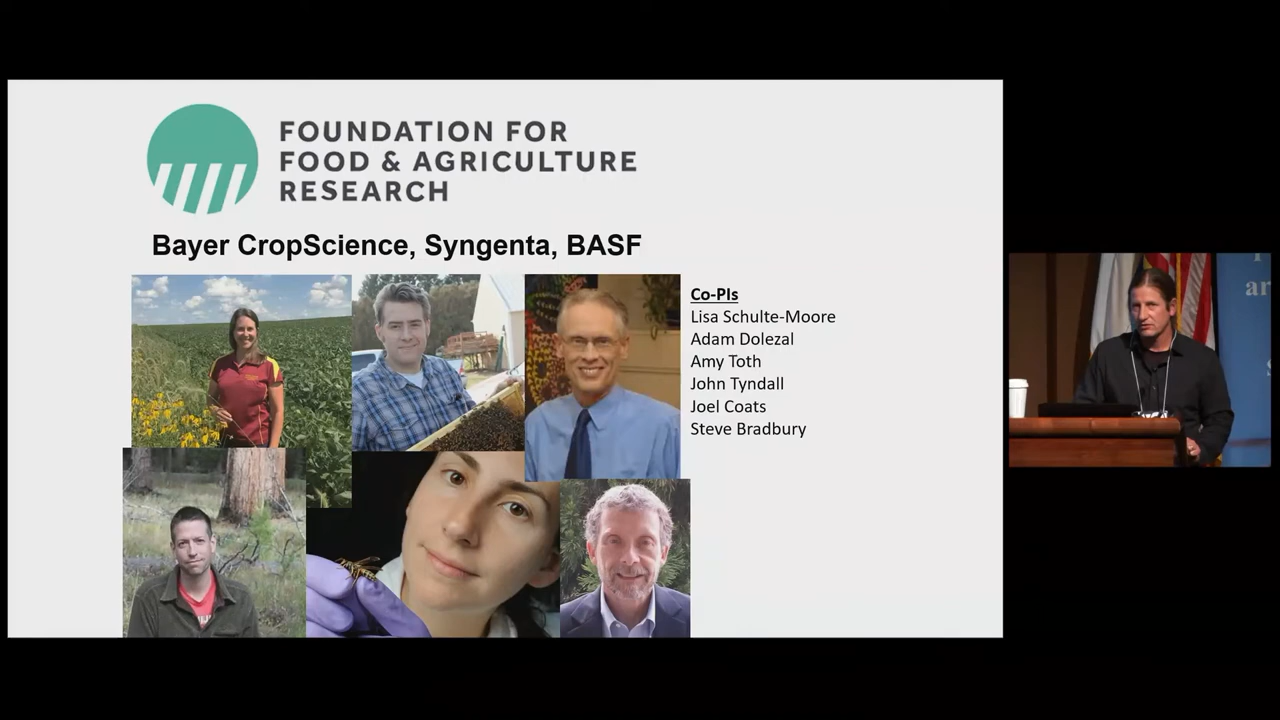 FOUNDATION FOR
FOOD & AGRICULTURE
RESEARCH
Bayer CropScience, Syngenta, BASF
Co-PIs
Lisa Schulte-Moore
Adam Dolezal
Amy Toth
John Tyndall
Joel Coats
Steve Bradbury